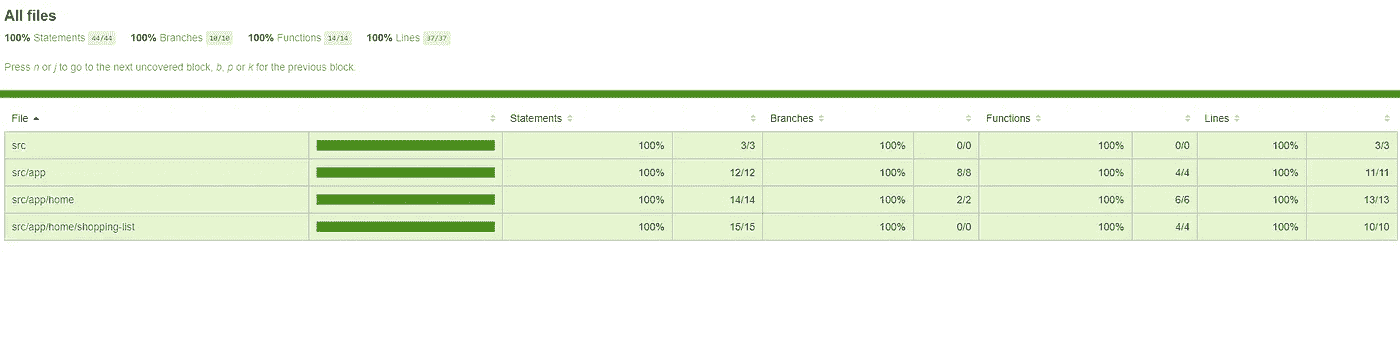 All files
100% Statements 44/44 100% Branches 10/10 100% Functions 14/14 100% Lines 37/37
Press n or j to go to the next uncovered block, b, p or k for the previous block.
File Statements Branches Functions Lines
src 100% 3/3 100% 0/0 100% 0/0 100% 3/3
src/app 100% 12/12 100% 8/8 100% 4/4 100% 11/11
src/app/home 100% 14/14 100% 2/2 100% 6/6 100% 13/13
src/app/home/shopping-list 100% 15/15 100% 0/0 100% 4/4 100% 10/10